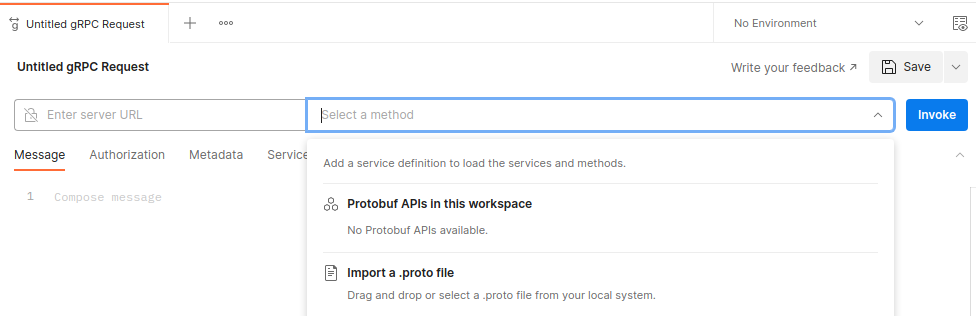 Untitled gRPC Request
No Environment
Untitled gRPC Request
Write your feedback ↗
Save
Enter server URL
Select a method
Invoke
Message Authorization Metadata Service
Add a service definition to load the services and methods.
1 Compose message
Protobuf APIs in this workspace
No Protobuf APIs available.
Import a .proto file
Drag and drop or select a .proto file from your local system.